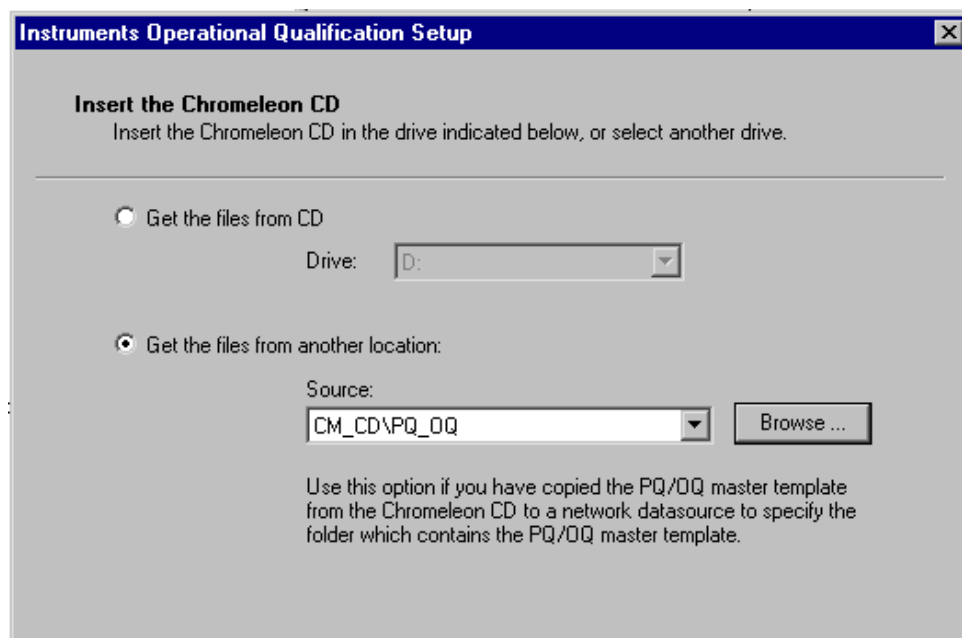 Instruments Operational Qualification Setup
Insert the Chromeleon CD
Insert the Chromeleon CD in the drive indicated below, or select another drive.
Get the files from CD
Drive: D:
Get the files from another location:
Source:
CM_CD\PQ_OQ Browse ...
Use this option if you have copied the PQ/OQ master template
from the Chromeleon CD to a network datasource to specify the
folder which contains the PQ/OQ master template.